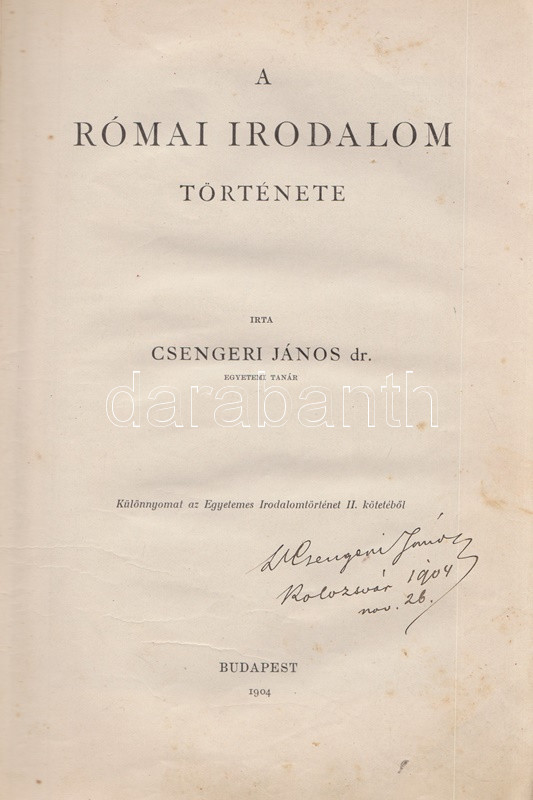 A
RÓMAI IRODALOM
TÖRTÉNETE
IRTA
CSENGERI JÁNOS dr.
EGYETEMI TANÁR
darabanth
Különnyomat az Egyetemes Irodalomtörténet II. kötetéből
Dr Csengeri János
Kolozsvár 1904
nov. 26.
BUDAPEST
1904